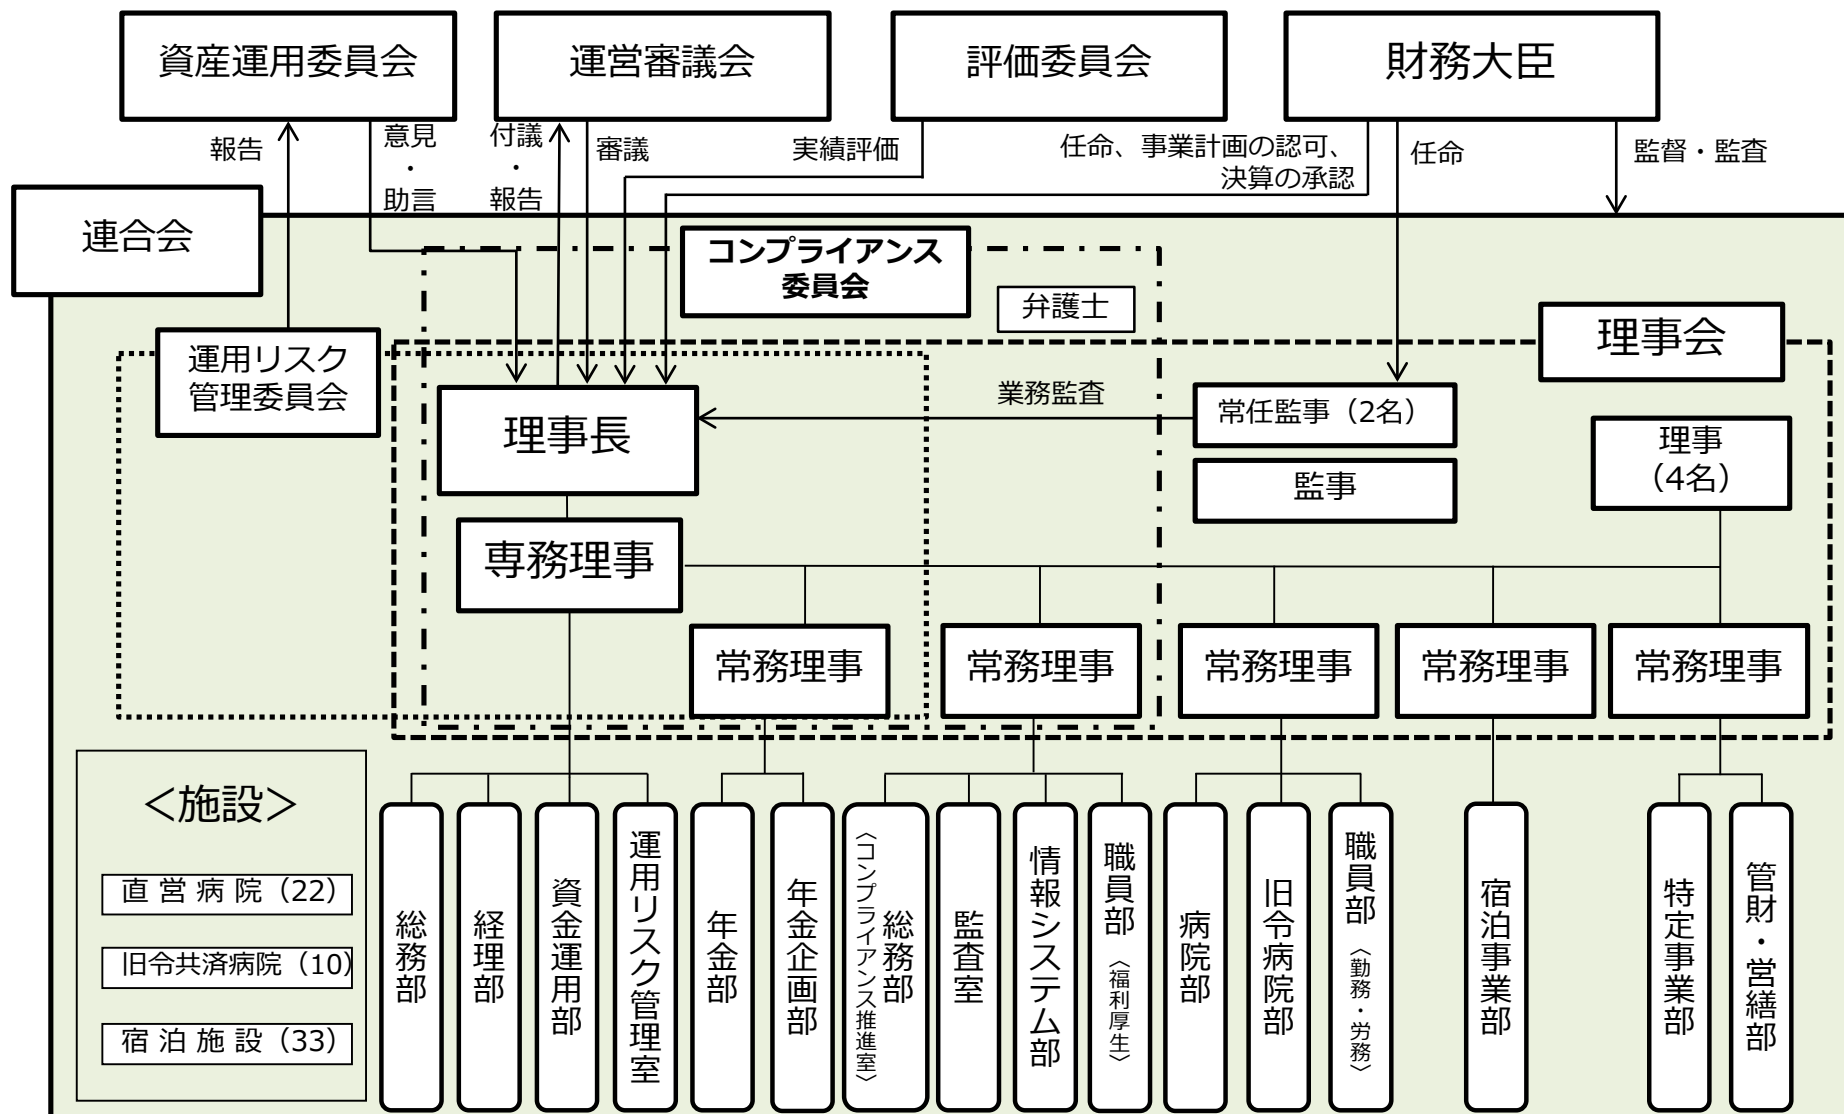 資産運用委員会
運営審議会
評価委員会
財務大臣
報告
意見
・
助言
付議
・
報告
審議
実績評価
任命、事業計画の認可、
決算の承認
任命
監督・監査
連合会
コンプライアンス
委員会
弁護士
理事会
運用リスク
管理委員会
理事長
業務監査
常任監事（2名）
監事
理事
（4名）
専務理事
常務理事
常務理事
常務理事
常務理事
常務理事
＜施設＞
直営病院（22）
旧令共済病院（10）
宿泊施設（33）
総務部
経理部
資金運用部
運用リスク管理室
年金部
年金企画部
総務部
〈コンプライアンス推進室〉
監査室
情報システム部
職員部〈福利厚生〉
病院部
旧令病院部
職員部〈勤務・労務〉
宿泊事業部
特定事業部
管財・営繕部